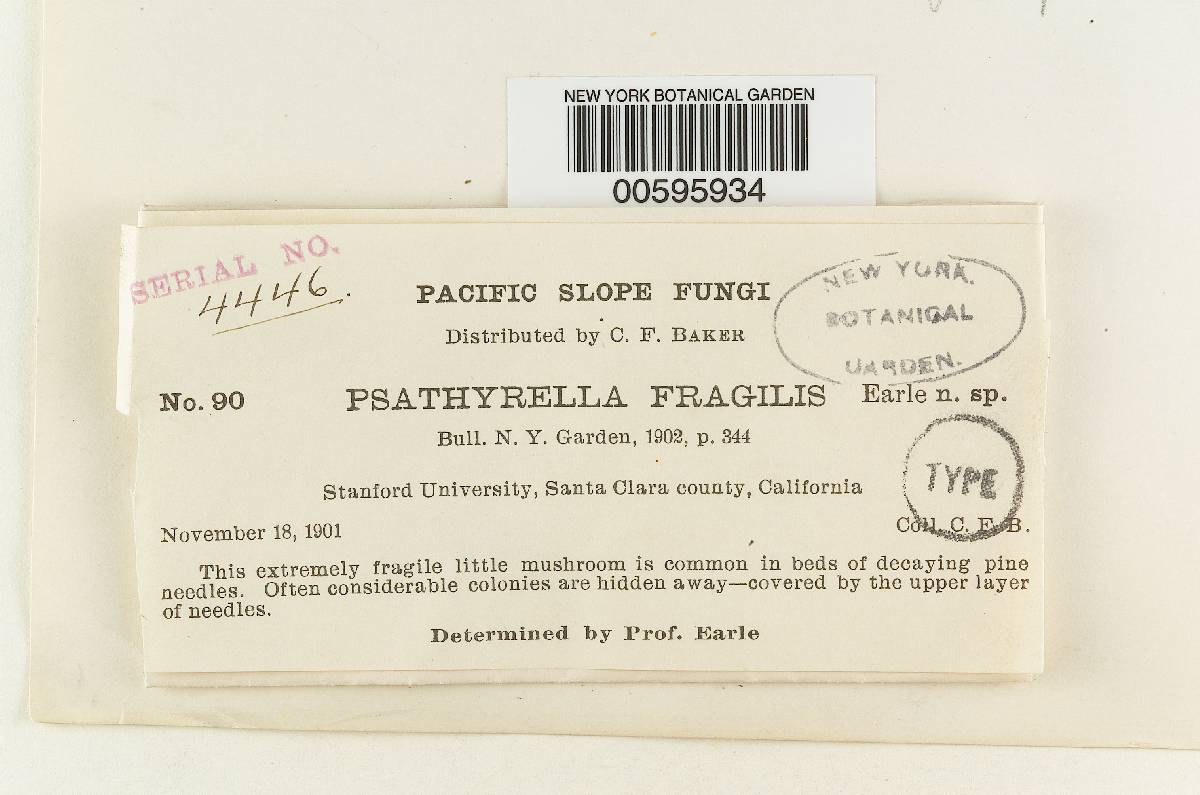 NEW YORK BOTANICAL GARDEN
00595934
SERIAL NO.
4446.
NEW YORK
BOTANICAL
GARDEN.
PACIFIC SLOPE FUNGI
Distributed by C. F. BAKER
No. 90 PSATHYRELLA FRAGILIS Earle n. sp.
Bull. N. Y. Garden, 1902, p. 344
TYPE
Stanford University, Santa Clara county, California
November 18, 1901 Coll. C. F. B.
This extremely fragile little mushroom is common in beds of decaying pine
needles. Often considerable colonies are hidden away—covered by the upper layer
of needles.
Determined by Prof. Earle